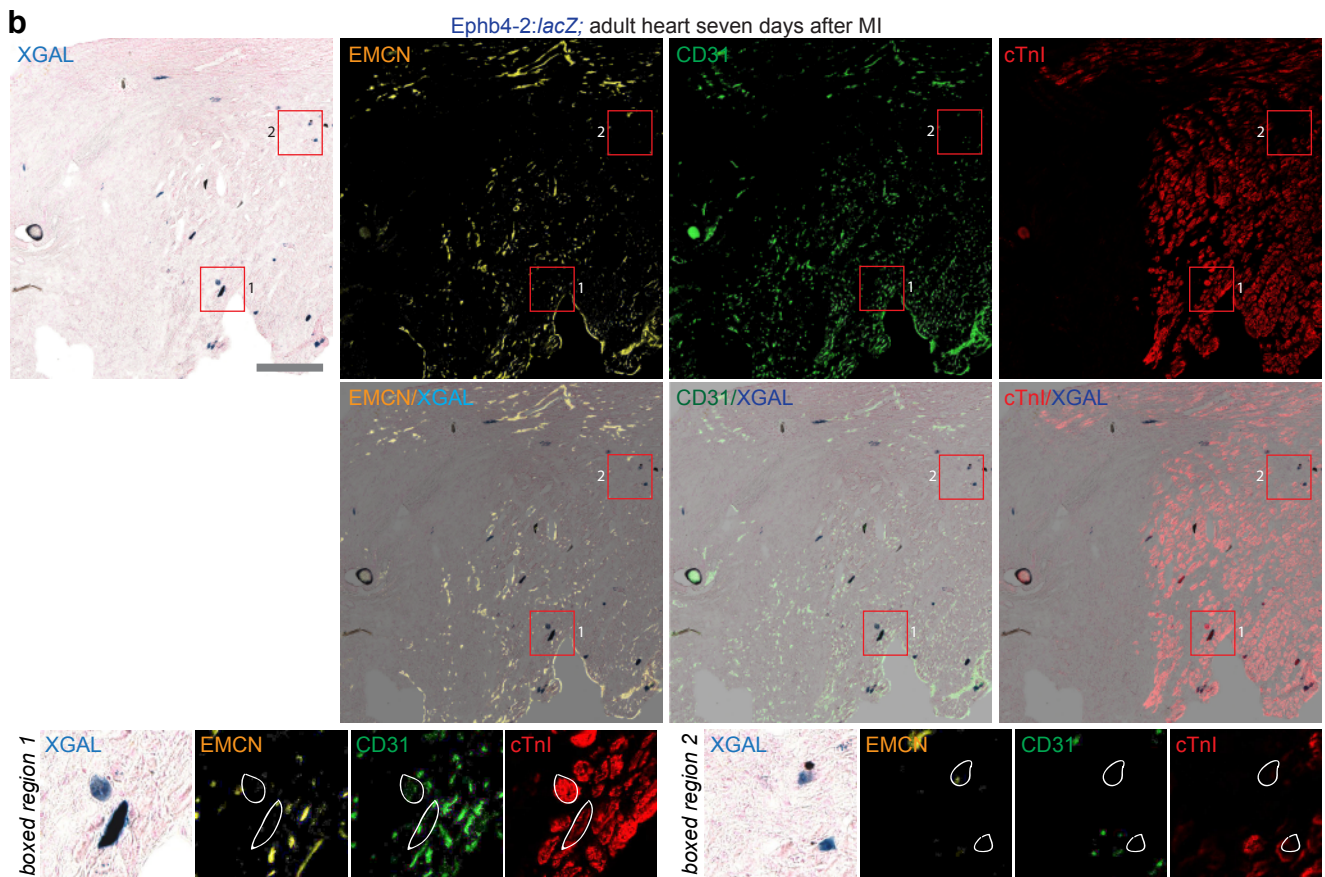 b
Ephb4-2:lacZ; adult heart seven days after MI
XGAL
EMCN
CD31
cTnI
2
2
2
2
1
1
1
1
EMCN/XGAL
CD31/XGAL
cTnI/XGAL
2
2
2
1
1
1
boxed region 1
XGAL
EMCN
CD31
cTnI
boxed region 2
XGAL
EMCN
CD31
cTnI